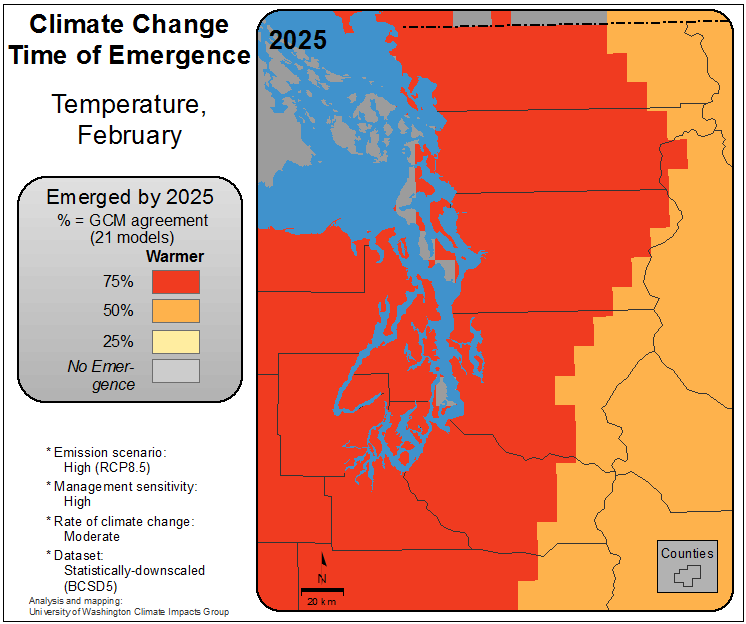 Climate Change
Time of Emergence
Temperature,
February
Emerged by 2025
% = GCM agreement
(21 models)
Warmer
75%
50%
25%
No Emer-
gence
* Emission scenario:
High (RCP8.5)
* Management sensitivity:
High
* Rate of climate change:
Moderate
* Dataset:
Statistically-downscaled
(BCSD5)
Analysis and mapping:
University of Washington Climate Impacts Group
2025
N
20 km
Counties